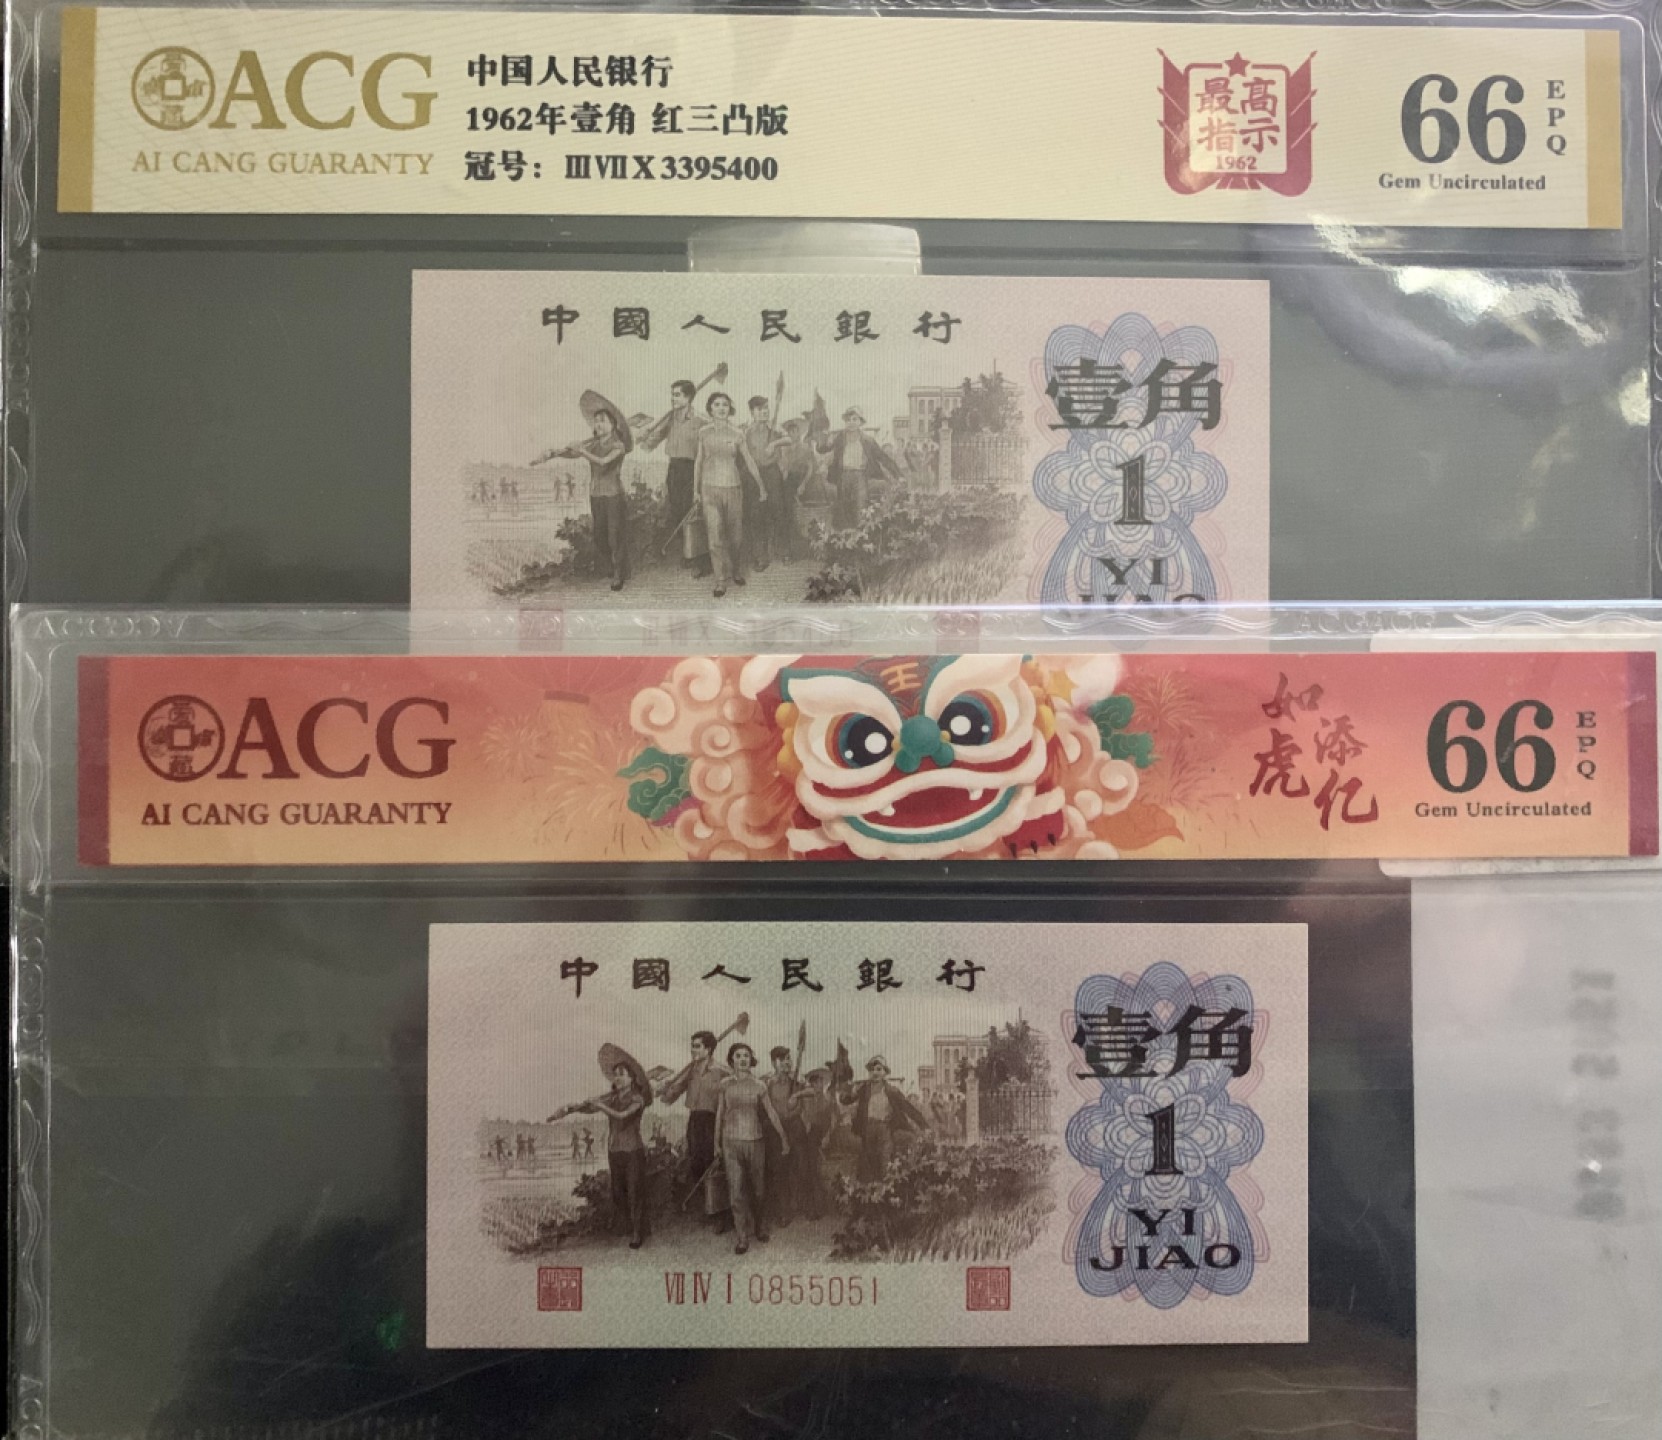 ACG
AI CANG GUARANTY
中国人民银行
1962年壹角 红三凸版
冠号：ⅢⅦⅩ3395400
最高
指示
1962
66
EPQ
Gem Uncirculated
中國人民銀行
壹角
1
YI
JIAO
ACG
AI CANG GUARANTY
王
如虎
添亿
66
EPQ
Gem Uncirculated
中國人民銀行
壹角
1
YI
JIAO
ⅦⅣⅠ0855051